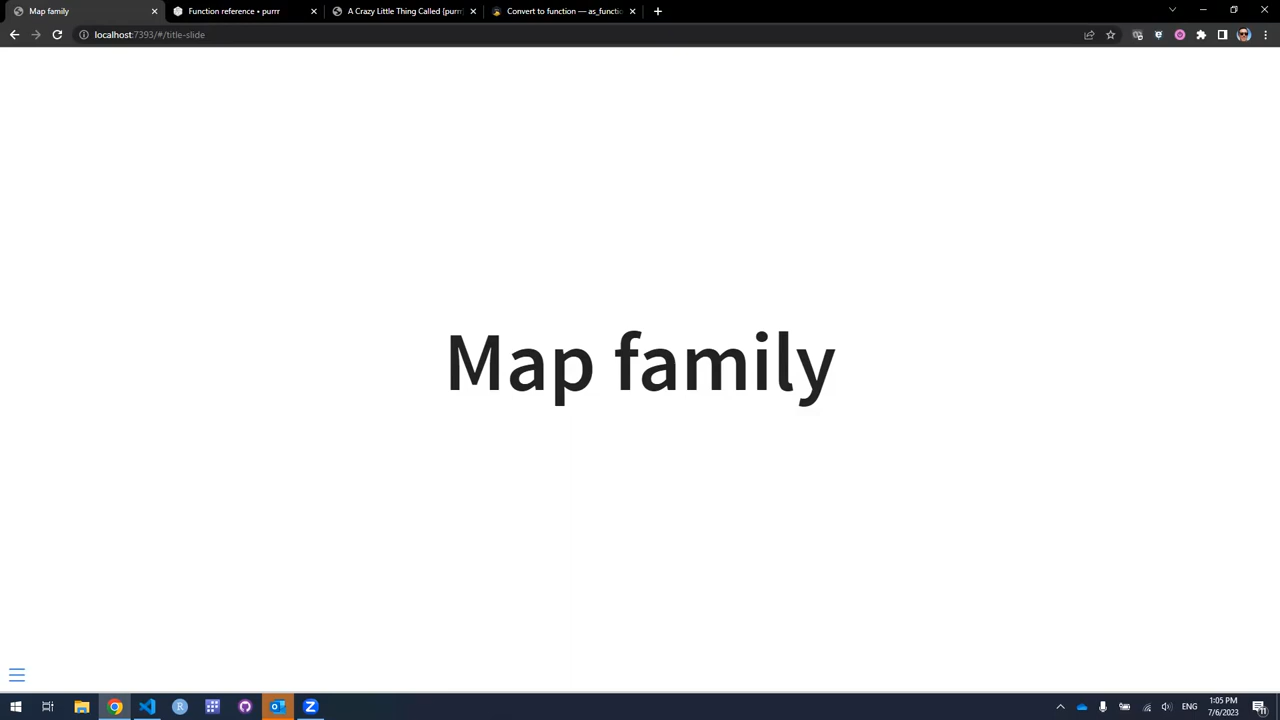 Map family
Function reference • purrr
A Crazy Little Thing Called {purrr}
Convert to function — as_functio
localhost:7393/#/title-slide
Map family
ENG
1:05 PM
7/6/2023